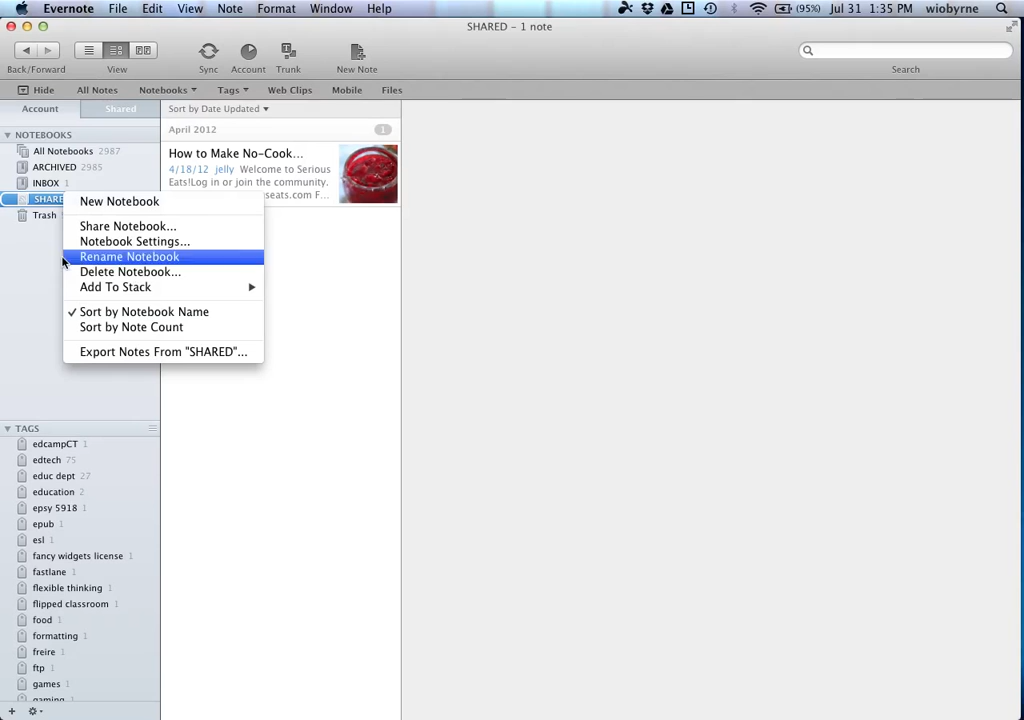 Evernote File Edit View Note Format Window Help (95%) Jul 31 1:35 PM wiobyrne
SHARED – 1 note
Back/Forward View Sync Account Trunk New Note Search
Hide All Notes Notebooks Tags Web Clips Mobile Files
Account Shared Sort by Date Updated
NOTEBOOKS
April 2012 1
All Notebooks 2987
ARCHIVED 2985
INBOX 1
Trash
How to Make No-Cook...
4/18/12 jelly Welcome to Serious
Eats!Log in or join the community.
seats.com F...
New Notebook
Share Notebook...
Notebook Settings...
Rename Notebook
Delete Notebook...
Add To Stack
Sort by Notebook Name
Sort by Note Count
Export Notes From "SHARED"...
TAGS
edcampCT 1
edtech 75
educ dept 27
education 2
epsy 5918 1
epub 1
esl 1
fancy widgets license 1
fastlane 1
flexible thinking 1
flipped classroom 1
food 1
formatting 1
freire 1
ftp 1
games 1
gaming 1